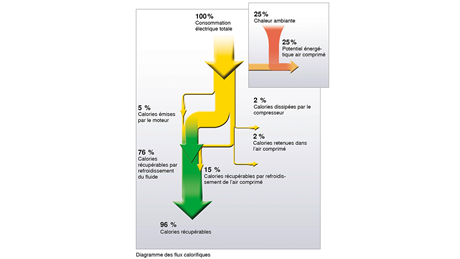 100%
Consommation
électrique totale
25%
Chaleur ambiante
25%
Potentiel énergé-
tique air comprimé
5 %
Calories émises
par le moteur
2 %
Calories dissipées par le
compresseur
2 %
Calories retenues dans
l'air comprimé
76 %
Calories
récupérables par
refroidissement
du fluide
15 %
Calories récupérables par refroidis-
sement de l'air comprimé
96 %
Calories récupérables
Diagramme des flux calorifiques